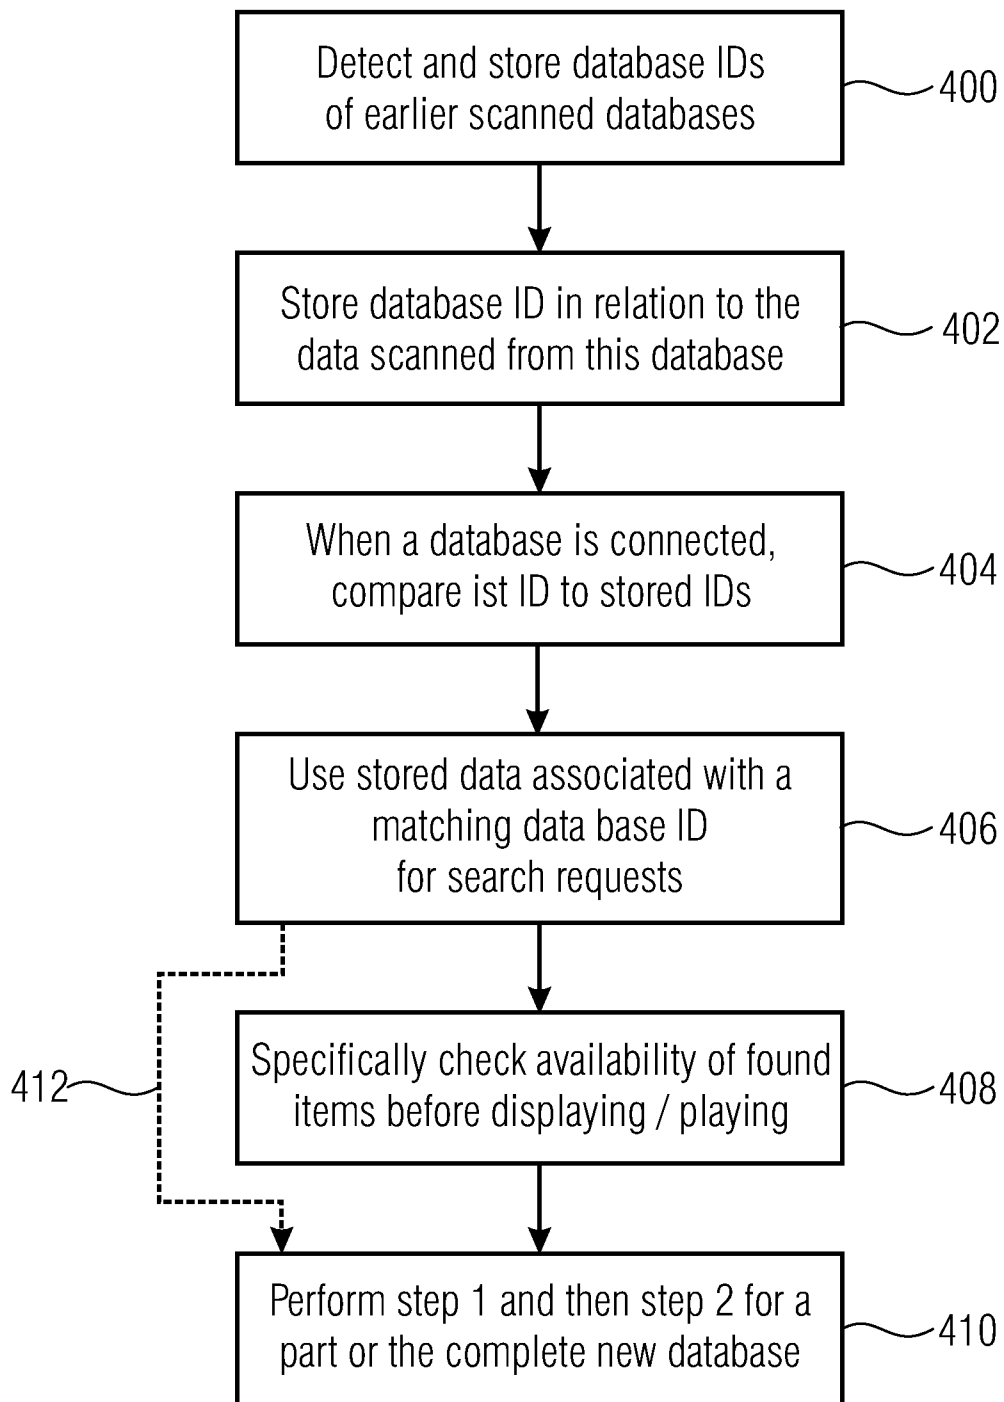 Detect and store database IDs
of earlier scanned databases
400
Store database ID in relation to the
data scanned from this database
402
When a database is connected,
compare ist ID to stored IDs
404
Use stored data associated with a
matching data base ID
for search requests
406
Specifically check availability of found
items before displaying / playing
408
412
Perform step 1 and then step 2 for a
part or the complete new database
410